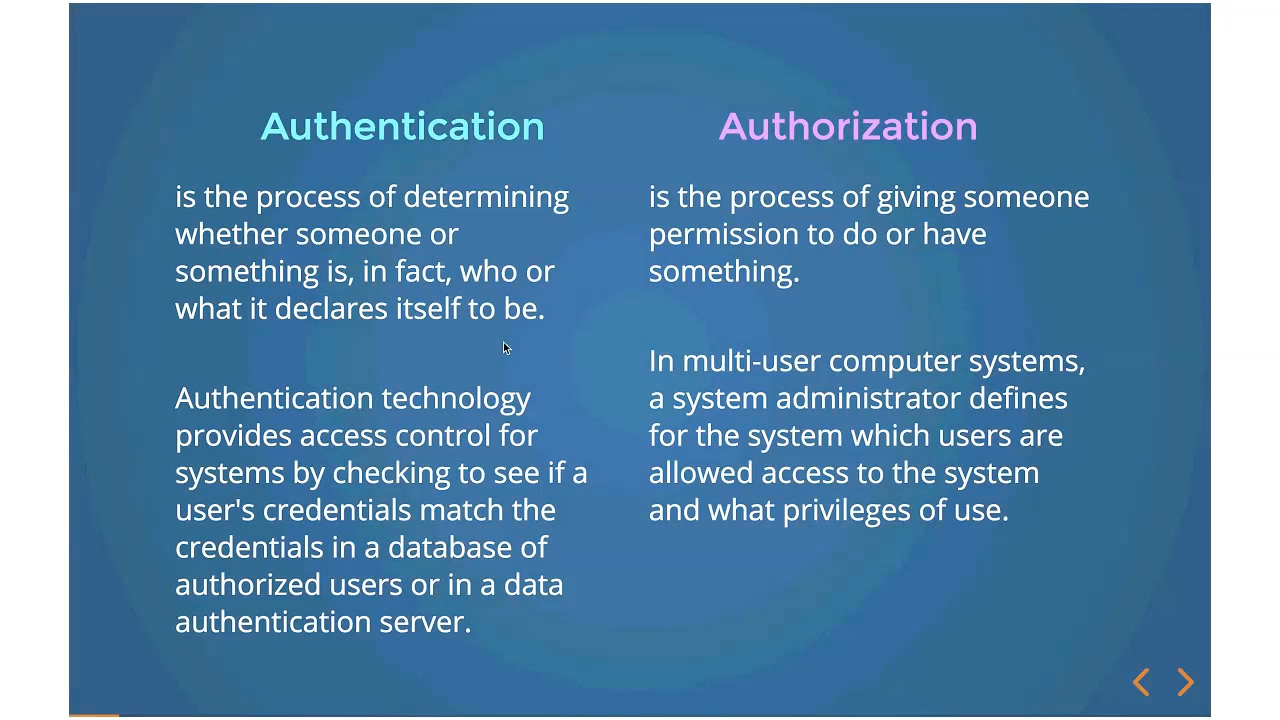 Authentication
is the process of determining
whether someone or
something is, in fact, who or
what it declares itself to be.
Authentication technology
provides access control for
systems by checking to see if a
user's credentials match the
credentials in a database of
authorized users or in a data
authentication server.
Authorization
is the process of giving someone
permission to do or have
something.
In multi-user computer systems,
a system administrator defines
for the system which users are
allowed access to the system
and what privileges of use.